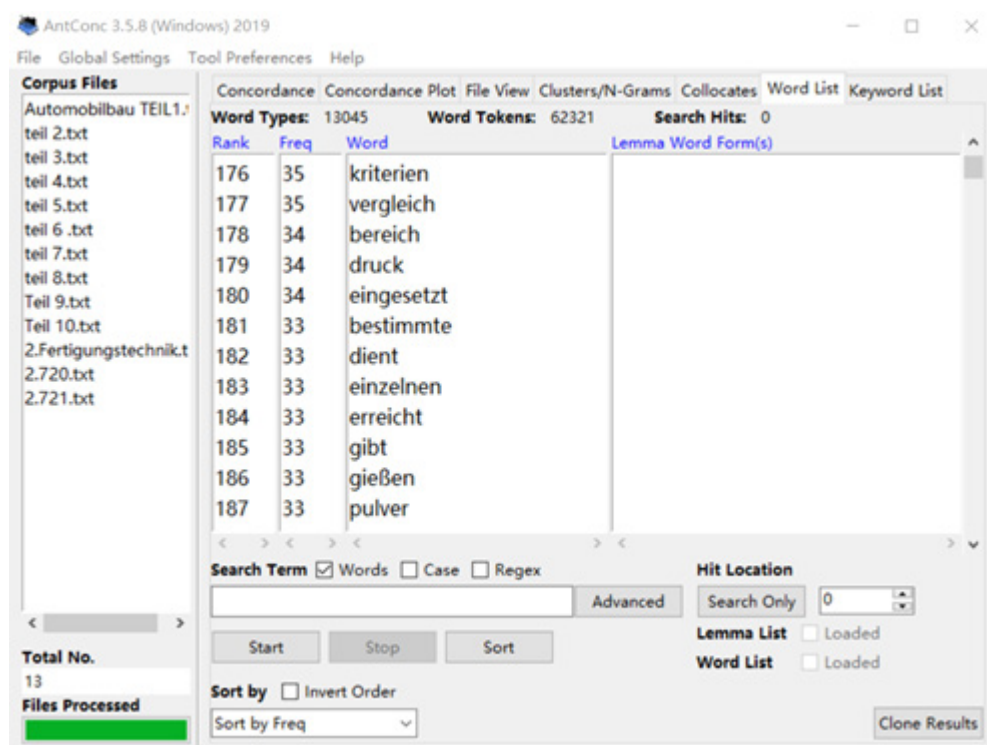 AntConc 3.5.8 (Windows) 2019
File Global Settings Tool Preferences Help
Corpus Files
Automobilbau TEIL1.
teil 2.txt
teil 3.txt
teil 4.txt
teil 5.txt
teil 6 .txt
teil 7.txt
teil 8.txt
Teil 9.txt
Teil 10.txt
2.Fertigungstechnik.t
2.720.txt
2.721.txt
Total No.
13
Files Processed
Concordance Concordance Plot File View Clusters/N-Grams Collocates Word List Keyword List
Word Types: 13045 Word Tokens: 62321 Search Hits: 0
Rank Freq Word Lemma Word Form(s)
176 35 kriterien
177 35 vergleich
178 34 bereich
179 34 druck
180 34 eingesetzt
181 33 bestimmte
182 33 dient
183 33 einzelnen
184 33 erreicht
185 33 gibt
186 33 gießen
187 33 pulver
Search Term Words Case Regex Hit Location
Advanced Search Only 0
Start Stop Sort Lemma List Loaded
Word List Loaded
Sort by Invert Order
Sort by Freq Clone Results